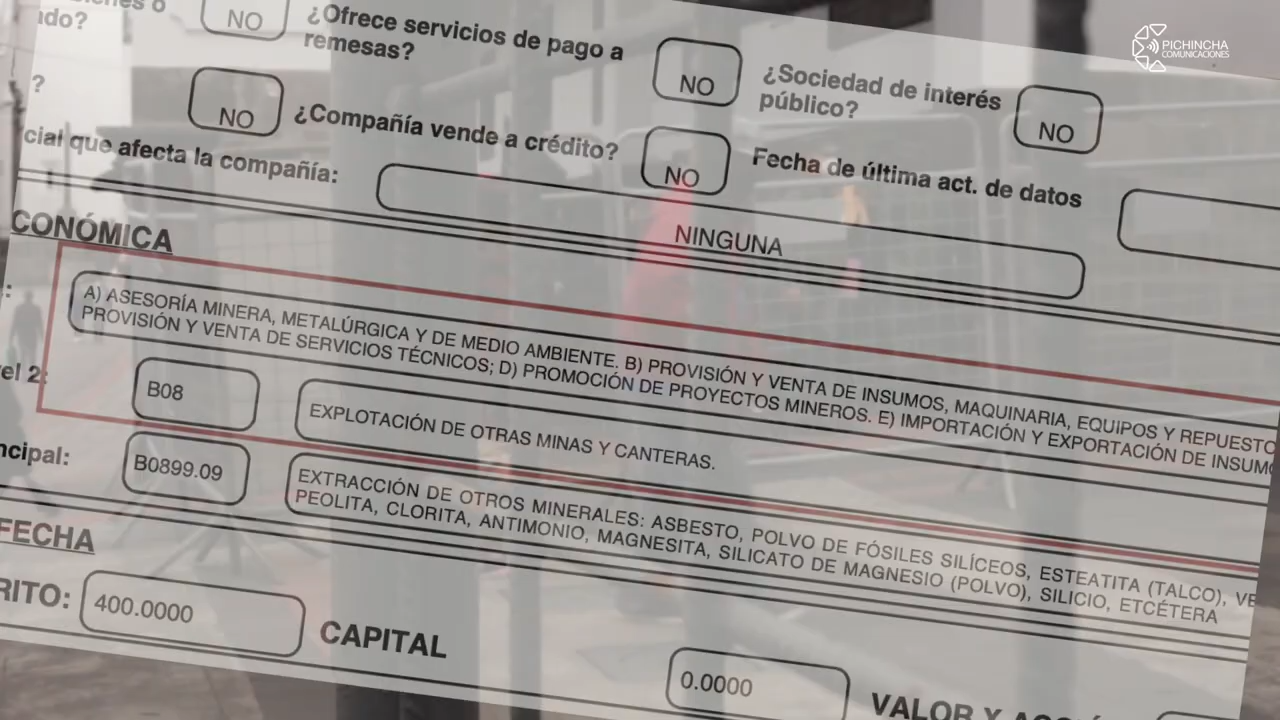 NO
¿Ofrece servicios de pago a
remesas?
NO
¿Sociedad de interés
público?
NO
PICHINCHA
COMUNICACIONES
NO
¿Compañía vende a crédito?
NO
Fecha de última act. de datos
que afecta la compañía:
NINGUNA
CONÓMICA
A) ASESORÍA MINERA, METALÚRGICA Y DE MEDIO AMBIENTE. B) PROVISIÓN Y VENTA DE INSUMOS, MAQUINARIA, EQUIPOS Y REPUESTO
PROVISIÓN Y VENTA DE SERVICIOS TÉCNICOS; D) PROMOCIÓN DE PROYECTOS MINEROS. E) IMPORTACIÓN Y EXPORTACIÓN DE INSUM
el 2:
B08
EXPLOTACIÓN DE OTRAS MINAS Y CANTERAS.
ncipal:
B0899.09
EXTRACCIÓN DE OTROS MINERALES: ASBESTO, POLVO DE FÓSILES SILÍCEOS, ESTEATITA (TALCO), VE
PEOLITA, CLORITA, ANTIMONIO, MAGNESITA, SILICATO DE MAGNESIO (POLVO), SILICIO, ETCÉTERA
FECHA
RITO:
400.0000
CAPITAL
0.0000
VALOR Y